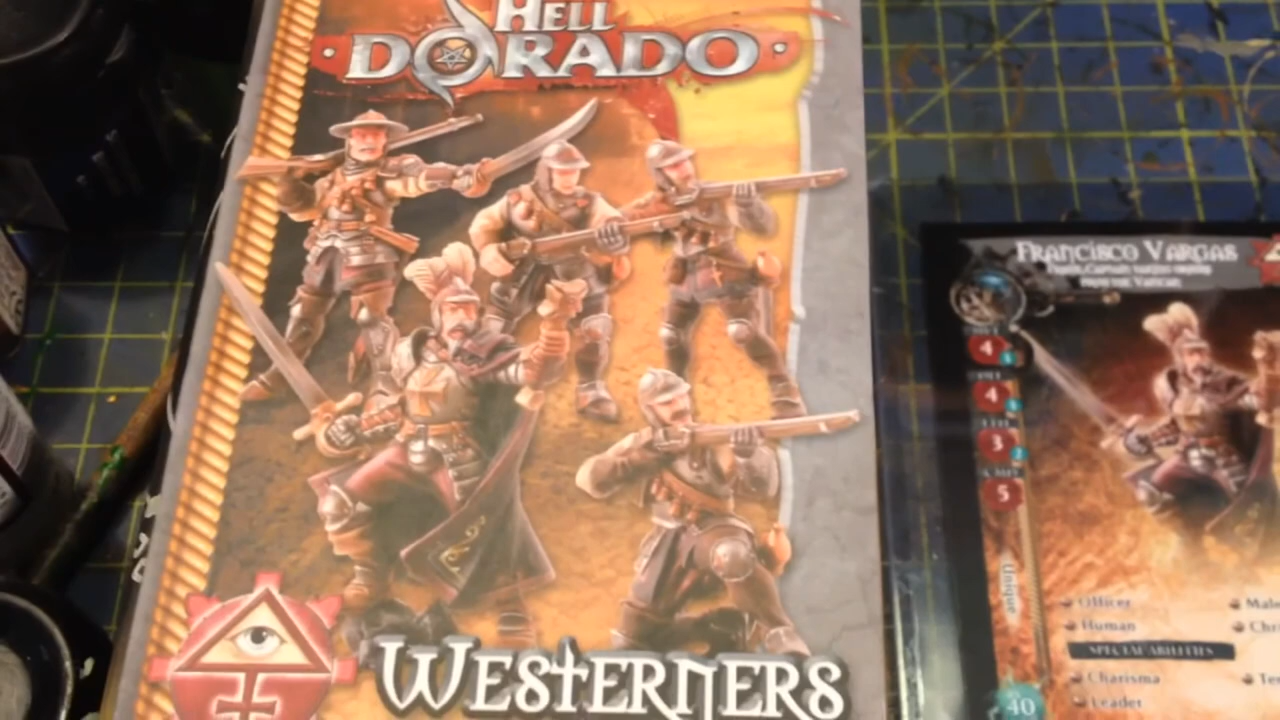 HELL
DORADO
WESTERNERS
FRANCISCO VARGAS
4
4
3
5
Unique
Officer
Human
SPECIAL ABILITIES
Charisma
Leader
40